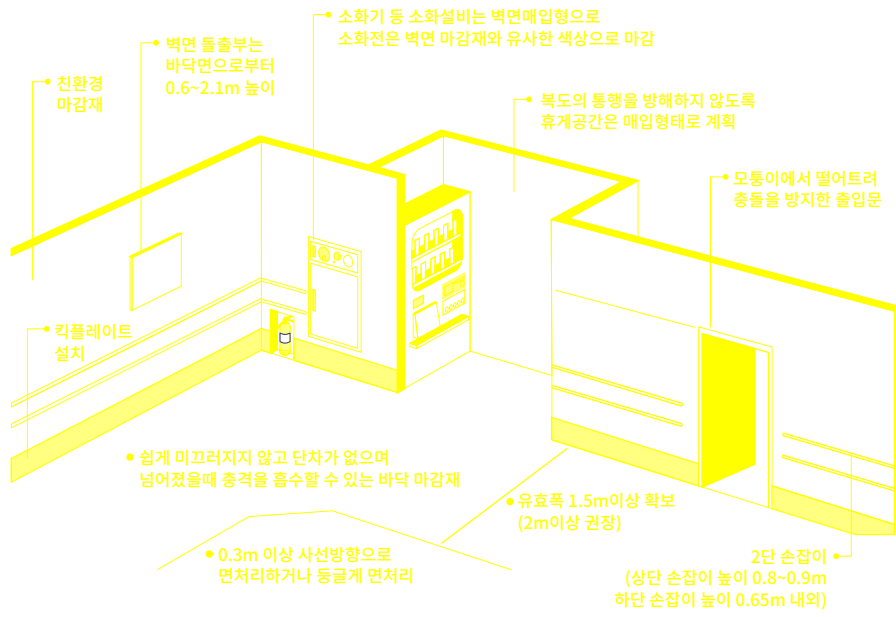 소화기 등 소화설비는 벽면매입형으로
소화전은 벽면 마감재와 유사한 색상으로 마감
벽면 돌출부는
바닥면으로부터
0.6~2.1m 높이
친환경
마감재
복도의 통행을 방해하지 않도록
휴게공간은 매입형태로 계획
모퉁이에서 떨어트려
충돌을 방지한 출입문
킥플레이트
설치
쉽게 미끄러지지 않고 단차가 없으며
넘어졌을때 충격을 흡수할 수 있는 바닥 마감재
유효폭 1.5m이상 확보
(2m이상 권장)
0.3m 이상 사선방향으로
면처리하거나 둥글게 면처리
2단 손잡이
(상단 손잡이 높이 0.8~0.9m
하단 손잡이 높이 0.65m 내외)